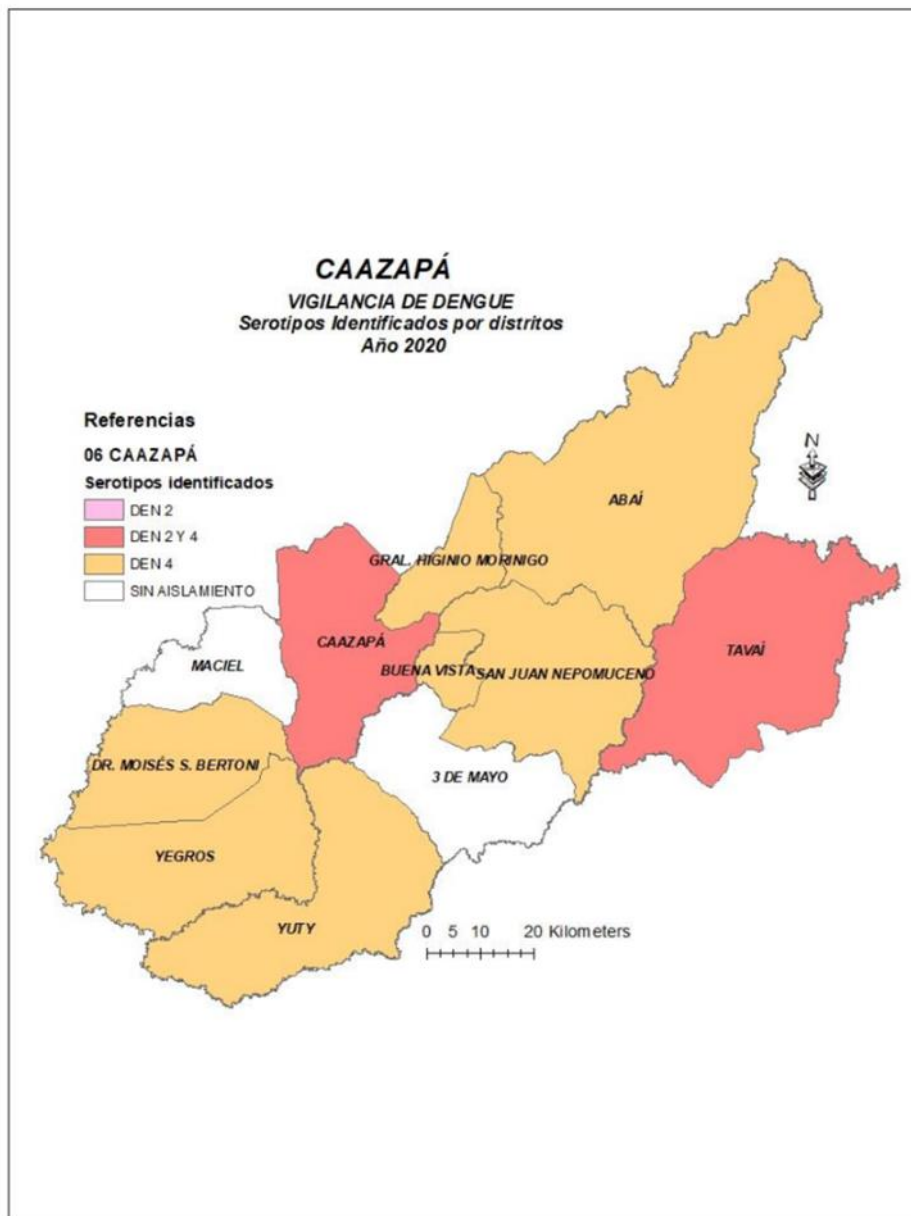 CAAZAPÁ
VIGILANCIA DE DENGUE
Serotipos Identificados por distritos
Año 2020
Referencias
06 CAAZAPÁ
Serotipos identificados
DEN 2
DEN 2 Y 4
DEN 4
SIN AISLAMIENTO
N
ABAÍ
GRAL. HIGINIO MORINIGO
CAAZAPÁ
TAVAÍ
MACIEL
BUENA VISTA
SAN JUAN NEPOMUCENO
DR. MOISÉS S. BERTONI
3 DE MAYO
YEGROS
YUTY
0 5 10 20 Kilometers